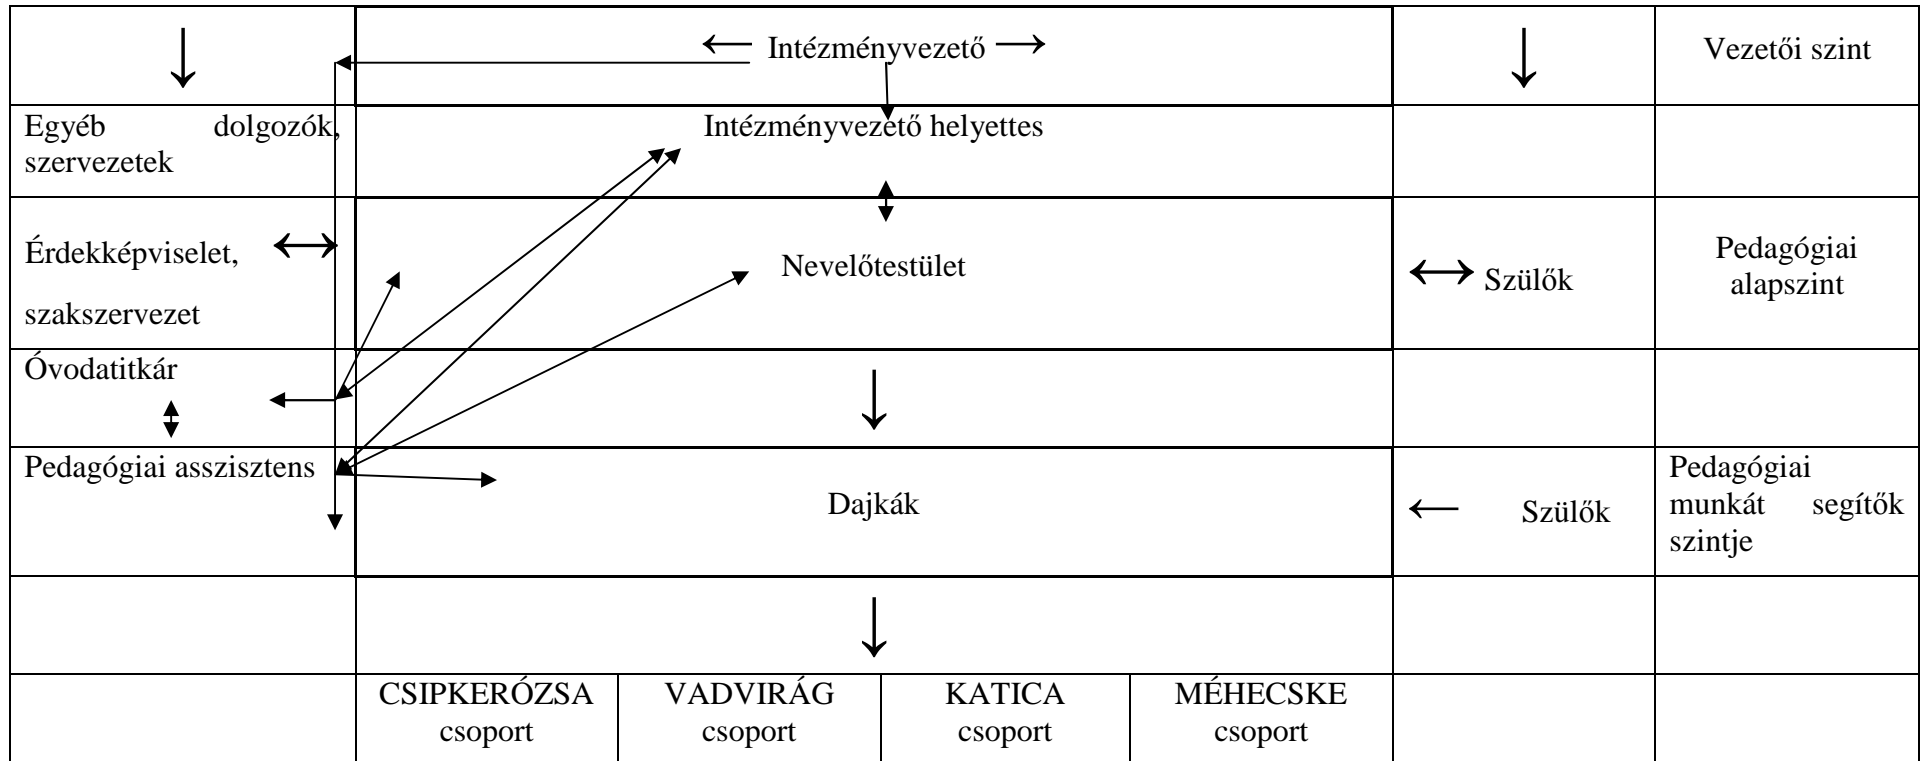 ← Intézményvezető →
Vezetői szint
Egyéb dolgozók,
szervezetek
Intézményvezető helyettes
Érdekképviselet,
szakszervezet
Nevelőtestület
Szülők
Pedagógiai
alapszint
Óvodatitkár
Pedagógiai asszisztens
Dajkák
Szülők
Pedagógiai
munkát segítők
szintje
CSIPKERÓZSA
csoport
VADVIRÁG
csoport
KATICA
csoport
MÉHECSKE
csoport